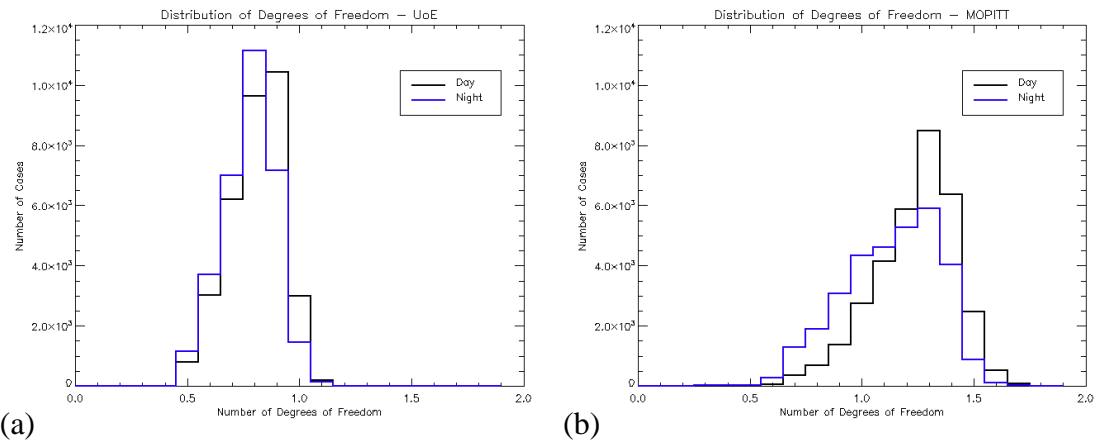 Distribution of Degrees of Freedom – UoE
1.2×10⁴
1.0×10⁴
8.0×10³
6.0×10³
4.0×10³
2.0×10³
0
Number of Cases
Day
Night
0.0
0.5
1.0
1.5
2.0
Number of Degrees of Freedom
(a)
Distribution of Degrees of Freedom – MOPITT
1.2×10⁴
1.0×10⁴
8.0×10³
6.0×10³
4.0×10³
2.0×10³
0
Number of Cases
Day
Night
0.0
0.5
1.0
1.5
2.0
Number of Degrees of Freedom
(b)